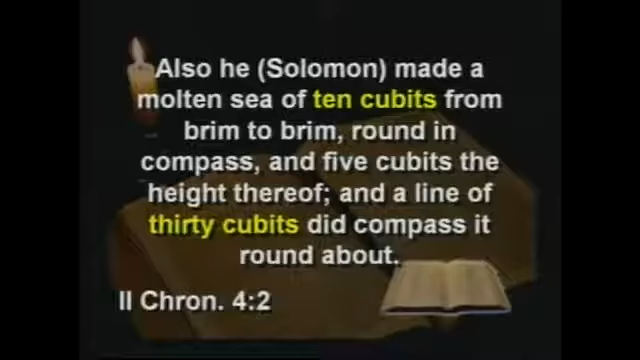 Also he (Solomon) made a
molten sea of ten cubits from
brim to brim, round in
compass, and five cubits the
height thereof; and a line of
thirty cubits did compass it
round about.
II Chron. 4:2